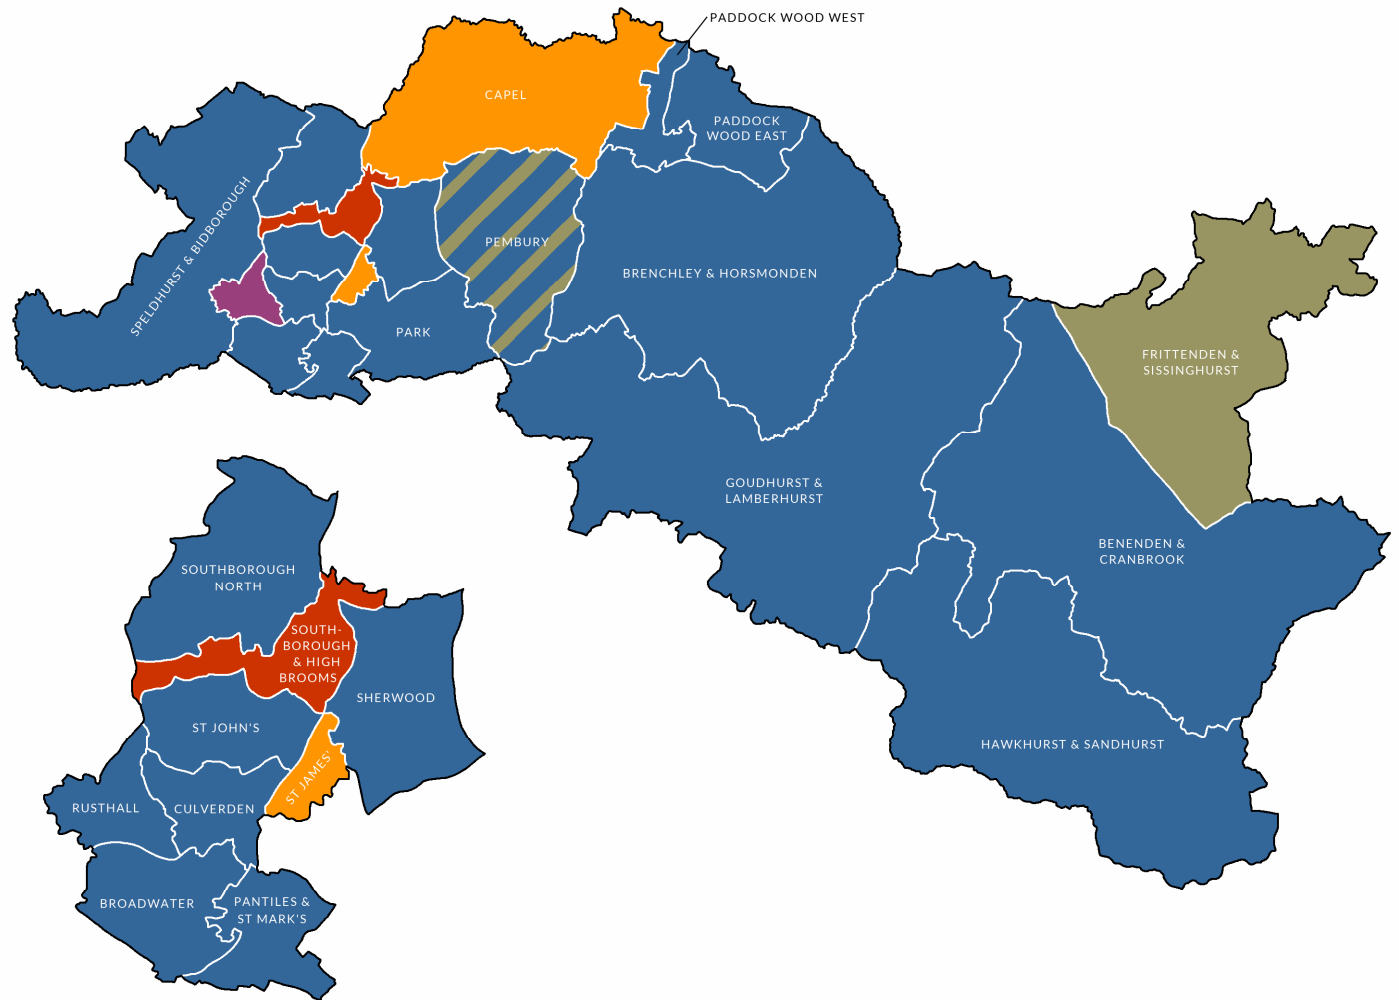 PADDOCK WOOD WEST
CAPEL
PADDOCK
WOOD EAST
SPELDHURST & BIDBOROUGH
PEMBURY
BRENCHLEY & HORSMONDEN
PARK
FRITTENDEN &
SISSINGHURST
GOUDHURST &
LAMBERHURST
BENENDEN &
CRANBROOK
HAWKHURST & SANDHURST
SOUTHBOROUGH
NORTH
SOUTH-
BOROUGH
& HIGH
BROOMS
SHERWOOD
ST JOHN'S
ST JAMES'
RUSTHALL
CULVERDEN
BROADWATER
PANTILES &
ST MARK'S